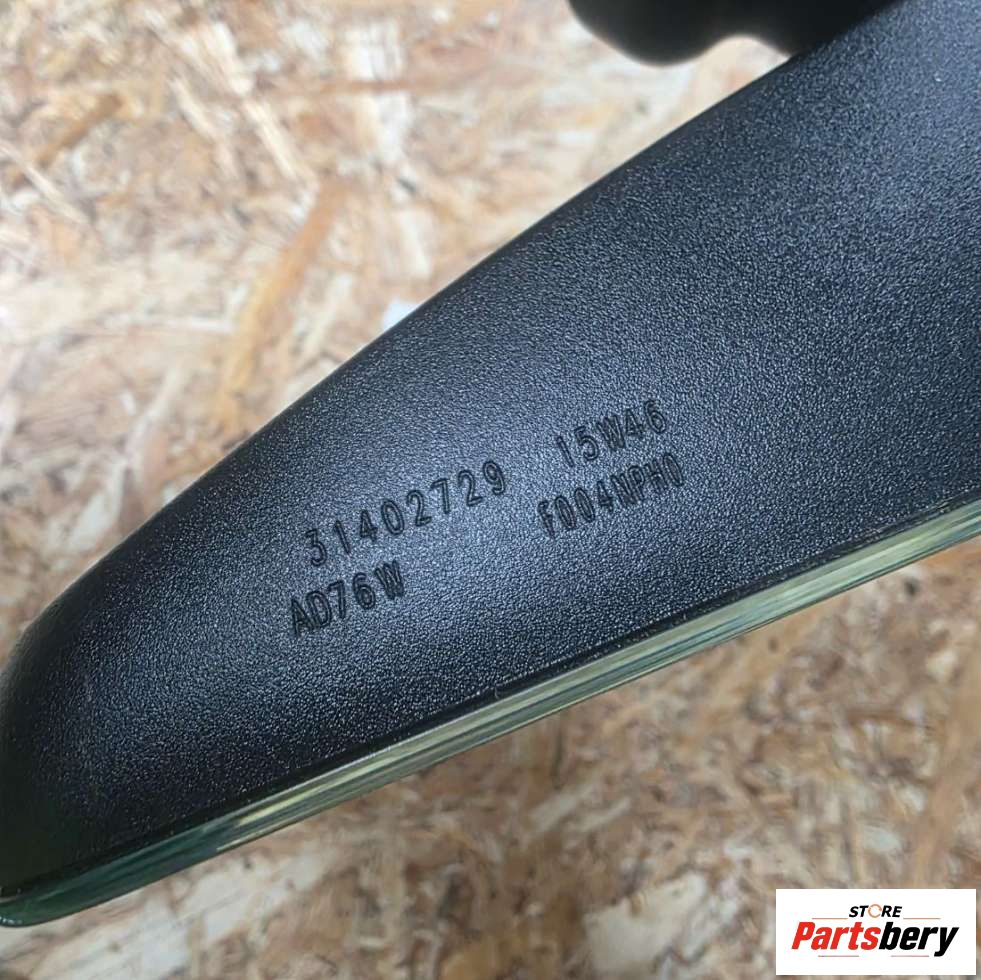 31402729 15W46
AD76W F004NPH0
STORE
Partsbery